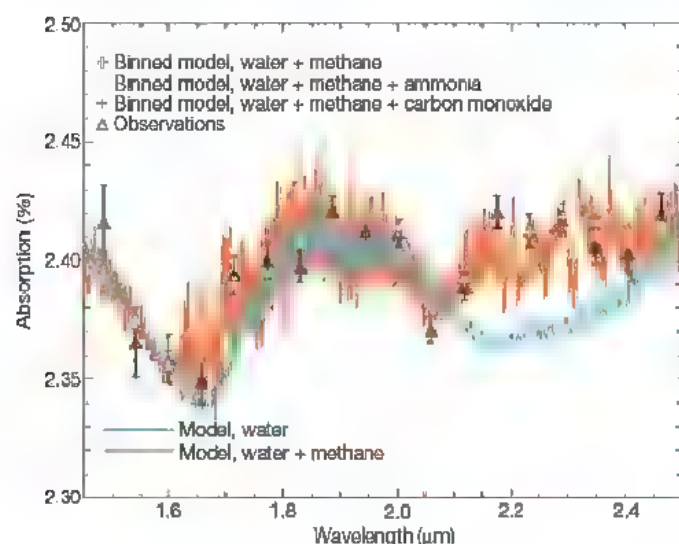 2.50
Binned model, water + methane
Binned model, water + methane + ammonia
Binned model, water + methane + carbon monoxide
Observations
2.45
Absorption (%)
2.40
2.35
Model, water
Model, water + methane
2.30
1.6 1.8 2.0 2.2 2.4
Wavelength (μm)